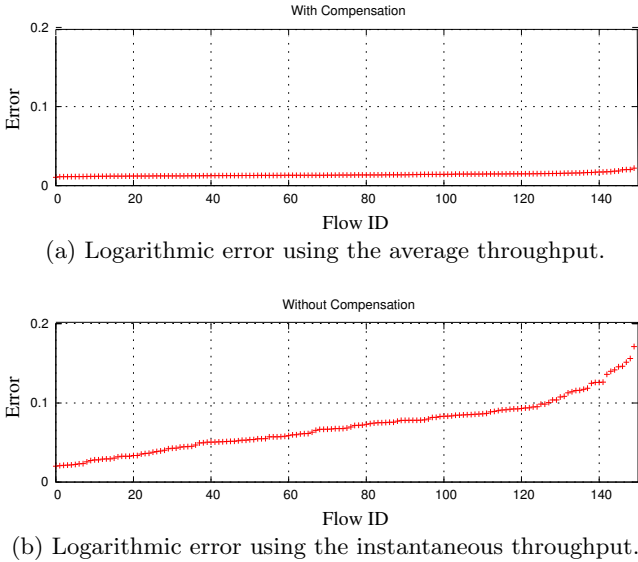 With Compensation
0.2
0.1
0
Error
0 20 40 60 80 100 120 140
Flow ID
(a) Logarithmic error using the average throughput.
Without Compensation
0.2
0.1
0
Error
0 20 40 60 80 100 120 140
Flow ID
(b) Logarithmic error using the instantaneous throughput.